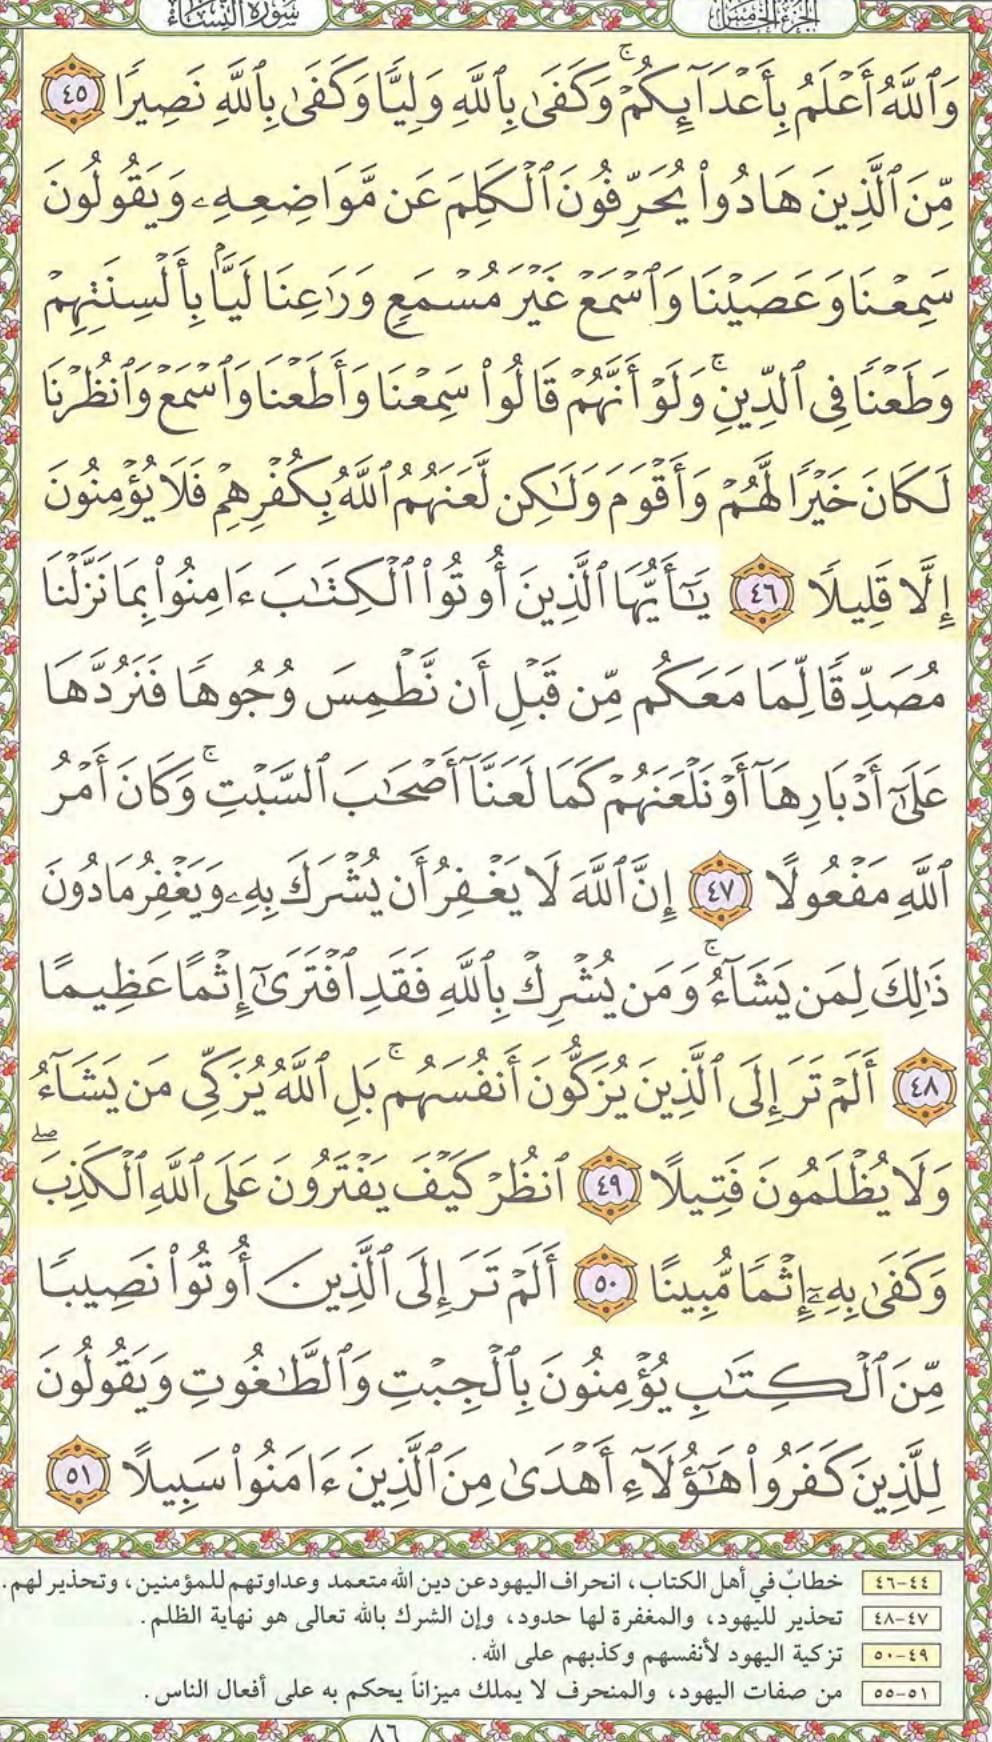 سورة النساء الجزء الخامس
وَٱللَّهُ أَعۡلَمُ بِأَعۡدَآئِكُمۡۚ وَكَفَىٰ بِٱللَّهِ وَلِيّٗا وَكَفَىٰ بِٱللَّهِ نَصِيرٗا ٤٥
مِّنَ ٱلَّذِينَ هَادُواْ يُحَرِّفُونَ ٱلۡكَلِمَ عَن مَّوَاضِعِهِۦ وَيَقُولُونَ
سَمِعۡنَا وَعَصَيۡنَا وَٱسۡمَعۡ غَيۡرَ مُسۡمَعٖ وَرَٰعِنَا لَيَّۢا بِأَلۡسِنَتِهِمۡ
وَطَعۡنٗا فِي ٱلدِّينِۚ وَلَوۡ أَنَّهُمۡ قَالُواْ سَمِعۡنَا وَأَطَعۡنَا وَٱسۡمَعۡ وَٱنظُرۡنَا
لَكَانَ خَيۡرٗا لَّهُمۡ وَأَقۡوَمَ وَلَٰكِن لَّعَنَهُمُ ٱللَّهُ بِكُفۡرِهِمۡ فَلَا يُؤۡمِنُونَ
إِلَّا قَلِيلٗا ٤٦ يَٰٓأَيُّهَا ٱلَّذِينَ أُوتُواْ ٱلۡكِتَٰبَ ءَامِنُواْ بِمَا نَزَّلۡنَا
مُصَدِّقٗا لِّمَا مَعَكُم مِّن قَبۡلِ أَن نَّطۡمِسَ وُجُوهٗا فَنَرُدَّهَا
عَلَىٰٓ أَدۡبَارِهَآ أَوۡ نَلۡعَنَهُمۡ كَمَا لَعَنَّآ أَصۡحَٰبَ ٱلسَّبۡتِۚ وَكَانَ أَمۡرُ
ٱللَّهِ مَفۡعُولًا ٤٧ إِنَّ ٱللَّهَ لَا يَغۡفِرُ أَن يُشۡرَكَ بِهِۦ وَيَغۡفِرُ مَا دُونَ
ذَٰلِكَ لِمَن يَشَآءُۚ وَمَن يُشۡرِكۡ بِٱللَّهِ فَقَدِ ٱفۡتَرَىٰٓ إِثۡمًا عَظِيمًا
٤٨ أَلَمۡ تَرَ إِلَى ٱلَّذِينَ يُزَكُّونَ أَنفُسَهُمۚ بَلِ ٱللَّهُ يُزَكِّي مَن يَشَآءُ
وَلَا يُظۡلَمُونَ فَتِيلًا ٤٩ ٱنظُرۡ كَيۡفَ يَفۡتَرُونَ عَلَى ٱللَّهِ ٱلۡكَذِبَۖ
وَكَفَىٰ بِهِۦٓ إِثۡمٗا مُّبِينًا ٥٠ أَلَمۡ تَرَ إِلَى ٱلَّذِينَ أُوتُواْ نَصِيبٗا
مِّنَ ٱلۡكِتَٰبِ يُؤۡمِنُونَ بِٱلۡجِبۡتِ وَٱلطَّٰغُوتِ وَيَقُولُونَ
لِلَّذِينَ كَفَرُواْ هَٰٓؤُلَآءِ أَهۡدَىٰ مِنَ ٱلَّذِينَ ءَامَنُواْ سَبِيلًا ٥١
٤٤-٤٦ خطابٌ في أهل الكتاب، انحراف اليهود عن دين الله متعمد وعداوتهم للمؤمنين، وتحذير لهم.
٤٧-٤٨ تحذير لليهود، والمغفرة لها حدود، وإن الشرك بالله تعالى هو نهاية الظلم.
٤٩-٥٠ تزكية اليهود لأنفسهم وكذبهم على الله.
٥١-٥٥ من صفات اليهود، والمنحرف لا يملك ميزاناً يحكم به على أفعال الناس.
٨٦